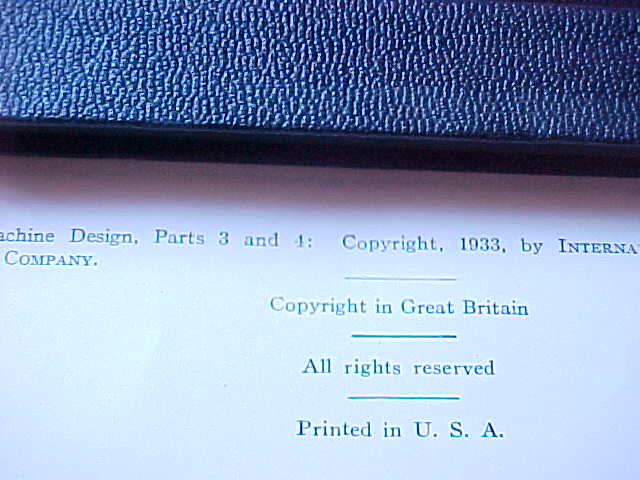 achine Design, Parts 3 and 4: Copyright, 1933, by INTERNA
COMPANY.
Copyright in Great Britain
All rights reserved
Printed in U. S. A.